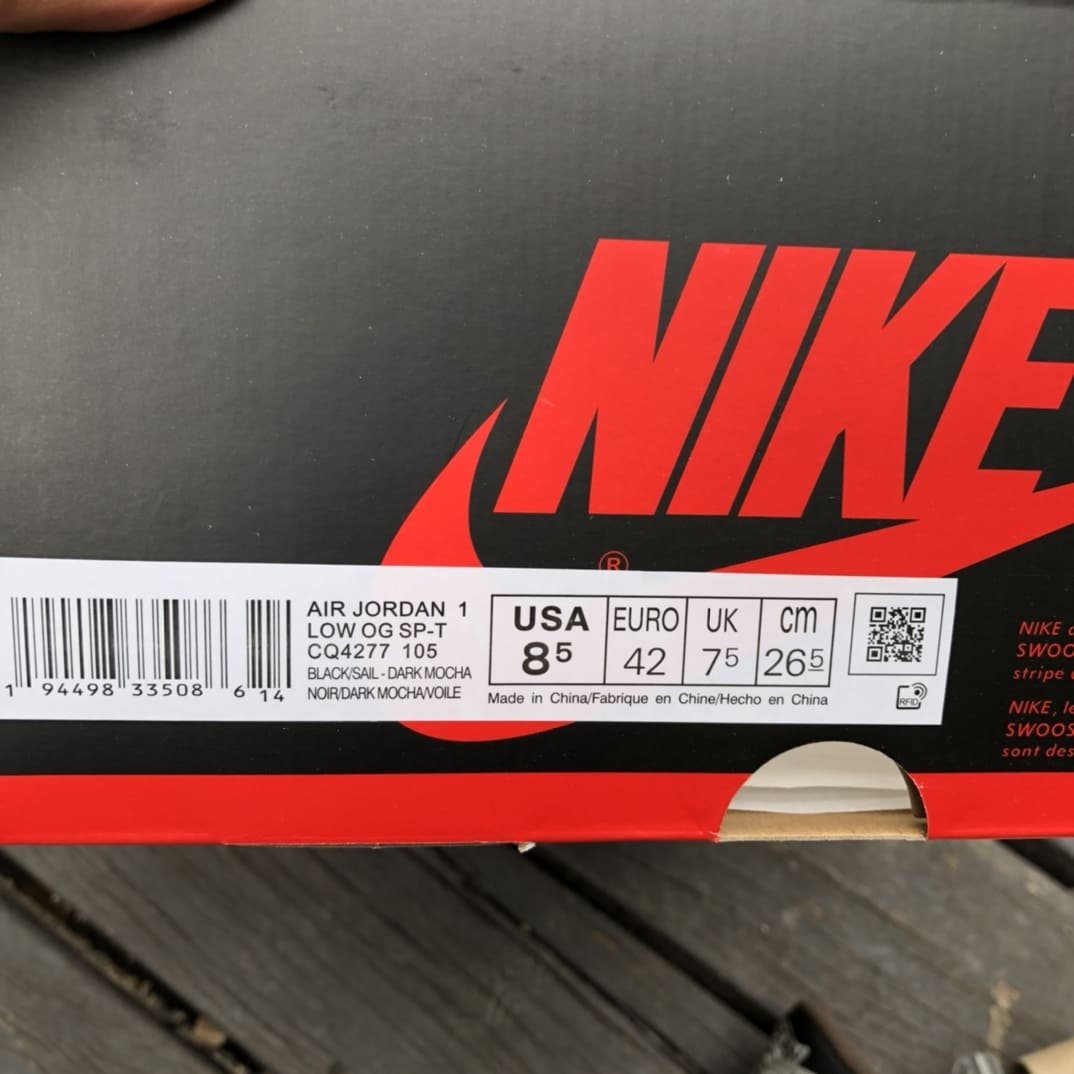 NIKE
®
AIR JORDAN 1
LOW OG SP-T
CQ4277 105
BLACK/SAIL - DARK MOCHA
NOIR/DARK MOCHA/VOILE
1 94498 33508 6 14
USA EURO UK cm
8⁵ 42 7⁵ 26⁵
Made in China/Fabrique en Chine/Hecho en China
RFID
NIKE
SWOO
stripe
NIKE, le
SWOOS
sont des